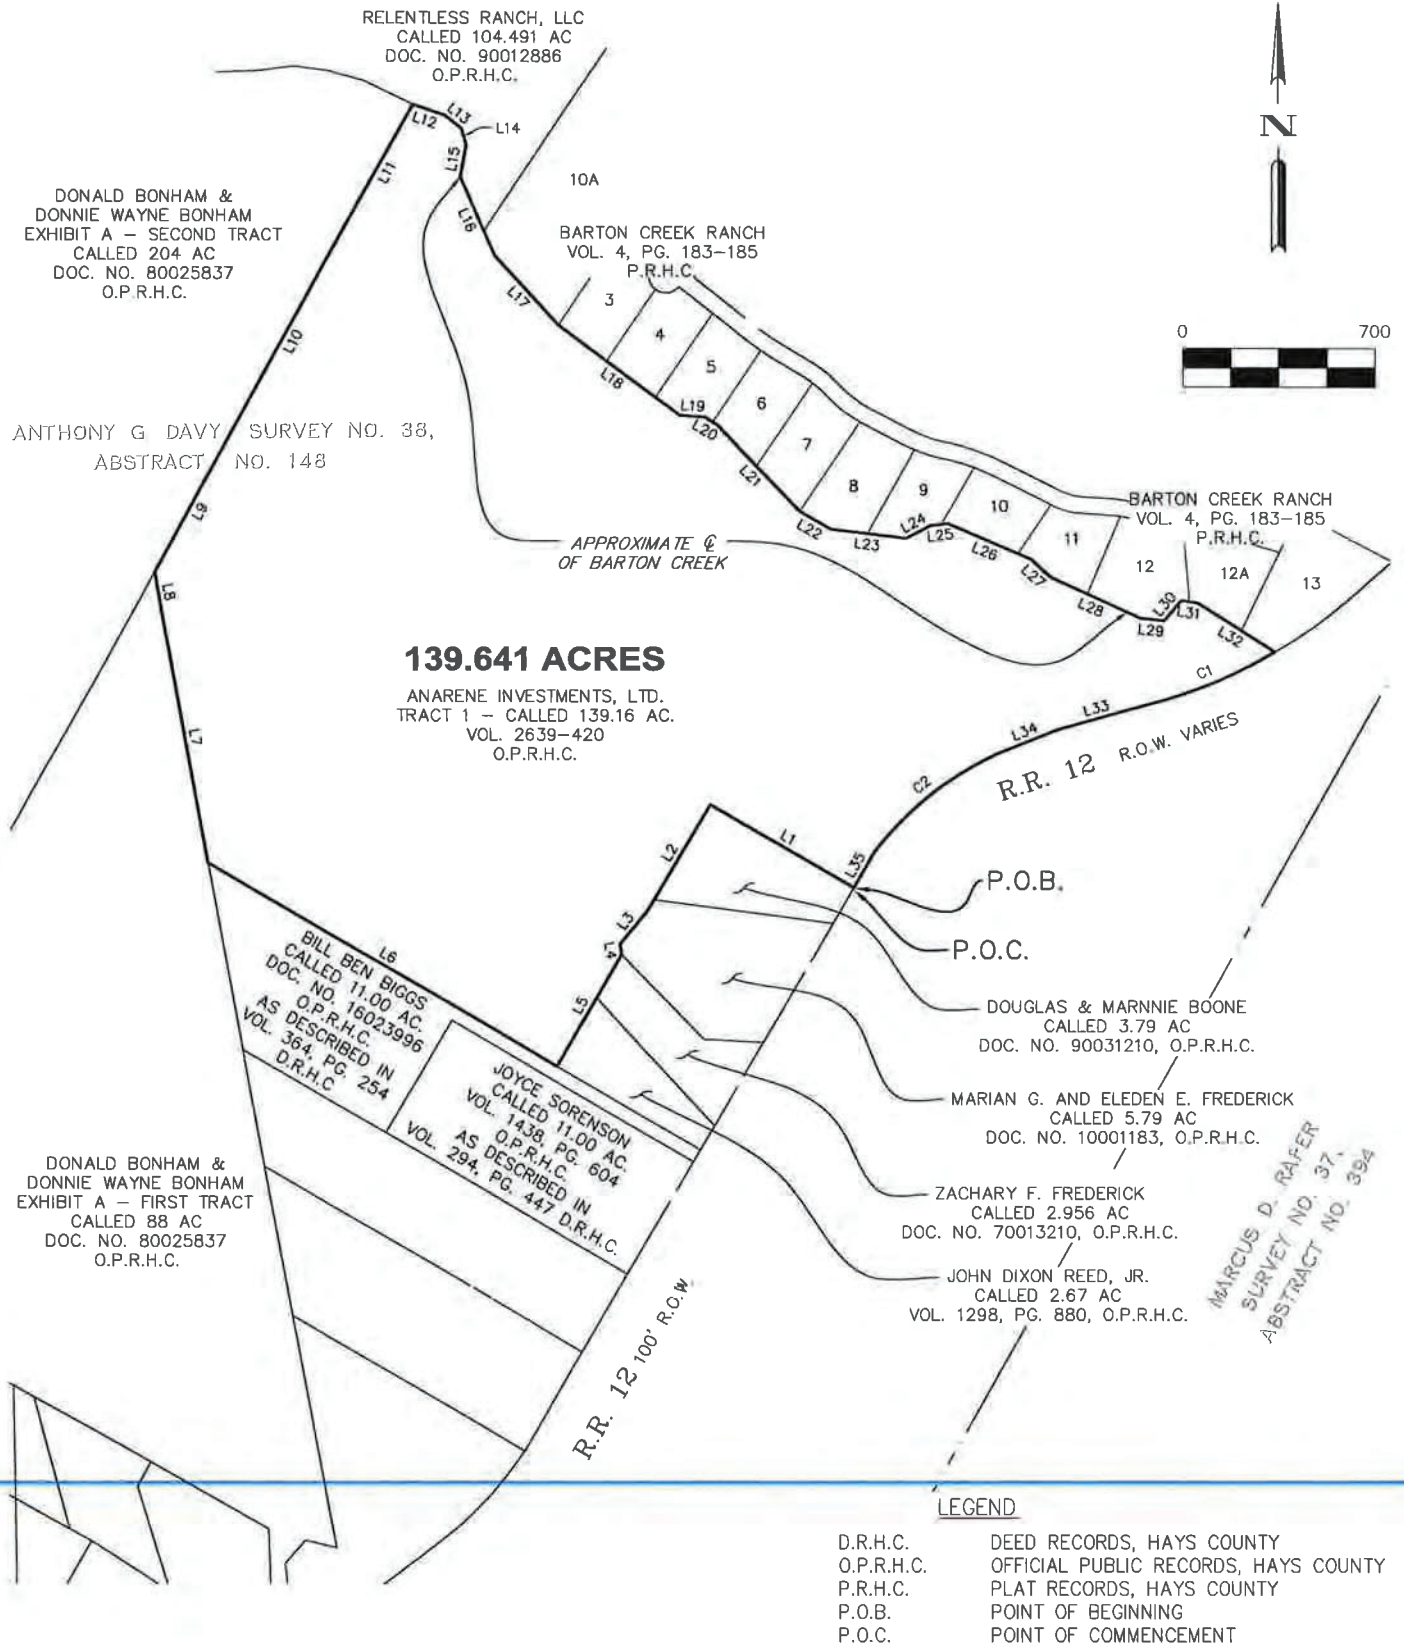 RELENTLESS RANCH, LLC
CALLED 104.491 AC
DOC. NO. 90012886
O.P.R.H.C.
L12
L13
L14
L15
L11
L16
10A
N
DONALD BONHAM &
DONNIE WAYNE BONHAM
EXHIBIT A – SECOND TRACT
CALLED 204 AC
DOC. NO. 80025837
O.P.R.H.C.
BARTON CREEK RANCH
VOL. 4, PG. 183–185
P.R.H.C.
L17
L10
3
4
5
6
7
8
9
10
11
12
12A
13
0 700
L18
L19
L20
L21
L22
L23
L24
L25
L26
L27
L28
L29
L30
L31
L32
ANTHONY G DAVY SURVEY NO. 38,
ABSTRACT NO. 148
L9
L8
BARTON CREEK RANCH
VOL. 4, PG. 183–185
P.R.H.C.
APPROXIMATE ℄
OF BARTON CREEK
139.641 ACRES
ANARENE INVESTMENTS, LTD.
TRACT 1 – CALLED 139.16 AC.
VOL. 2639–420
O.P.R.H.C.
C1
L33
L34
C2
R.R. 12 R.O.W. VARIES
L7
L1
L2
L35
L3
L4
L5
L6
P.O.B.
P.O.C.
BILL BEN BIGGS
CALLED 11.00 AC.
DOC. NO. 16023996
O.P.R.H.C.
AS DESCRIBED IN
VOL. 364, PG. 254
D.R.H.C
JOYCE SORENSON
CALLED 11.00 AC.
VOL. 1438, PG. 604
O.P.R.H.C.
AS DESCRIBED IN
VOL. 294, PG. 447 D.R.H.C.
DOUGLAS & MARNNIE BOONE
CALLED 3.79 AC
DOC. NO. 90031210, O.P.R.H.C.
MARIAN G. AND ELEDEN E. FREDERICK
CALLED 5.79 AC
DOC. NO. 10001183, O.P.R.H.C.
ZACHARY F. FREDERICK
CALLED 2.956 AC
DOC. NO. 70013210, O.P.R.H.C.
JOHN DIXON REED, JR.
CALLED 2.67 AC
VOL. 1298, PG. 880, O.P.R.H.C.
MARCUS D. RAFER
SURVEY NO. 37,
ABSTRACT NO. 394
DONALD BONHAM &
DONNIE WAYNE BONHAM
EXHIBIT A – FIRST TRACT
CALLED 88 AC
DOC. NO. 80025837
O.P.R.H.C.
R.R. 12 100' R.O.W.
LEGEND
D.R.H.C. DEED RECORDS, HAYS COUNTY
O.P.R.H.C. OFFICIAL PUBLIC RECORDS, HAYS COUNTY
P.R.H.C. PLAT RECORDS, HAYS COUNTY
P.O.B. POINT OF BEGINNING
P.O.C. POINT OF COMMENCEMENT